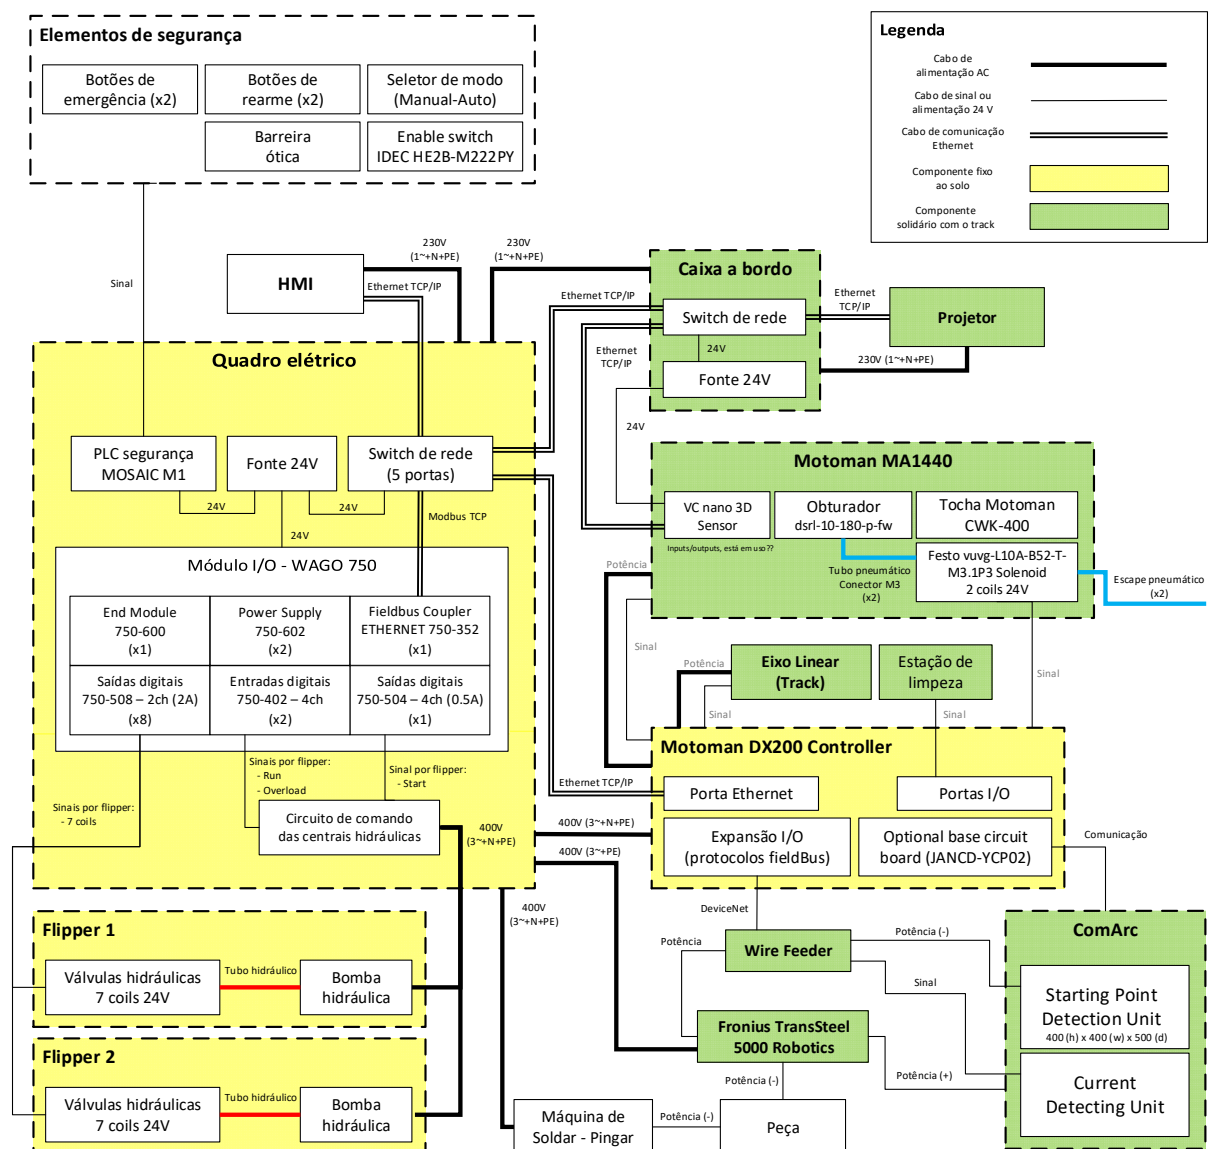 Elementos de segurança
Botões de
emergência (x2)
Botões de
rearme (x2)
Seletor de modo
(Manual-Auto)
Barreira
ótica
Enable switch
IDEC HE2B-M222PY
Legenda
Cabo de
alimentação AC
Cabo de sinal ou
alimentação 24 V
Cabo de comunicação
Ethernet
Componente fixo
ao solo
Componente
solidário com o track
Sinal
HMI
230V
(1~+N+PE)
Ethernet TCP/IP
230V
(1~+N+PE)
Caixa a bordo
Ethernet TCP/IP
Switch de rede
Ethernet
TCP/IP
Projetor
24V
Ethernet
TCP/IP
Fonte 24V
230V (1~+N+PE)
24V
Quadro elétrico
PLC segurança
MOSAIC M1
Fonte 24V
Switch de rede
(5 portas)
24V
24V
Modbus TCP
24V
Módulo I/O - WAGO 750
End Module
750-600
(x1)
Power Supply
750-602
(x2)
Fieldbus Coupler
ETHERNET 750-352
(x1)
Saídas digitais
750-508 – 2ch (2A)
(x8)
Entradas digitais
750-402 – 4ch
(x2)
Saídas digitais
750-504 – 4ch (0.5A)
(x1)
Motoman MA1440
VC nano 3D
Sensor
Inputs/outputs, está em uso??
Obturador
dsrl-10-180-p-fw
Tocha Motoman
CWK-400
Tubo pneumático
Conector M3
(x2)
Festo vuvg-L10A-B52-T-
M3.1P3 Solenoid
2 coils 24V
Escape pneumático
(x2)
Potência
Sinal
Potência
Eixo Linear
(Track)
Estação de
limpeza
Sinal
Sinal
Sinal
Motoman DX200 Controller
Ethernet TCP/IP
Porta Ethernet
Portas I/O
Expansão I/O
(protocolos fieldBus)
Optional base circuit
board (JANCD-YCP02)
Comunicação
Sinais por flipper:
- 7 coils
Sinais por flipper:
- Run
- Overload
Sinal por flipper:
- Start
Circuito de comando
das centrais hidráulicas
400V
(3~+N+PE)
400V (3~+N+PE)
400V (3~+PE)
400V
(3~+N+PE)
Flipper 1
Válvulas hidráulicas
7 coils 24V
Tubo hidráulico
Bomba
hidráulica
Flipper 2
Válvulas hidráulicas
7 coils 24V
Tubo hidráulico
Bomba
hidráulica
DeviceNet
Potência
Wire Feeder
Potência (-)
Sinal
Fronius TransSteel
5000 Robotics
Potência (+)
Potência (-)
Máquina de
Soldar - Pingar
Potência (-)
Peça
ComArc
Starting Point
Detection Unit
400 (h) x 400 (w) x 500 (d)
Current
Detecting Unit